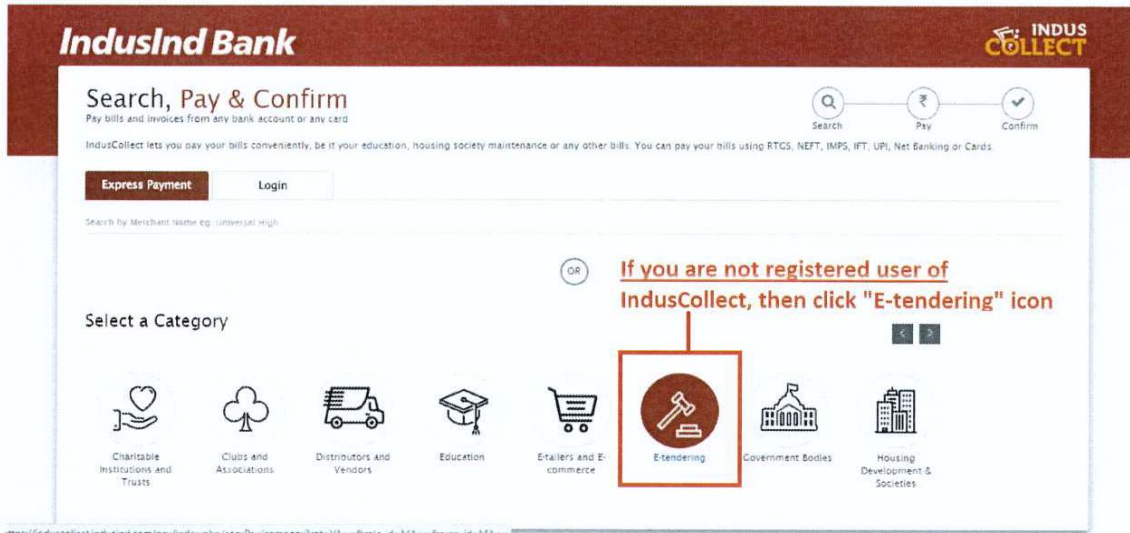 IndusInd Bank
INDUS
COLLECT
Search, Pay & Confirm
Pay bills and invoices from any bank account or any card
Search
Pay
Confirm
IndusCollect lets you pay your bills conveniently, be it your education, housing society maintenance or any other bills. You can pay your bills using RTGS, NEFT, IMPS, IFT, UPI, Net Banking or Cards.
Express Payment
Login
Search by Merchant Name eg. Universal High
OR
If you are not registered user of
IndusCollect, then click "E-tendering" icon
Select a Category
< >
Charitable
Institutions and
Trusts
Clubs and
Associations
Distributors and
Vendors
Education
E-tailers and E-
commerce
E-tendering
Government Bodies
Housing
Development &
Societies